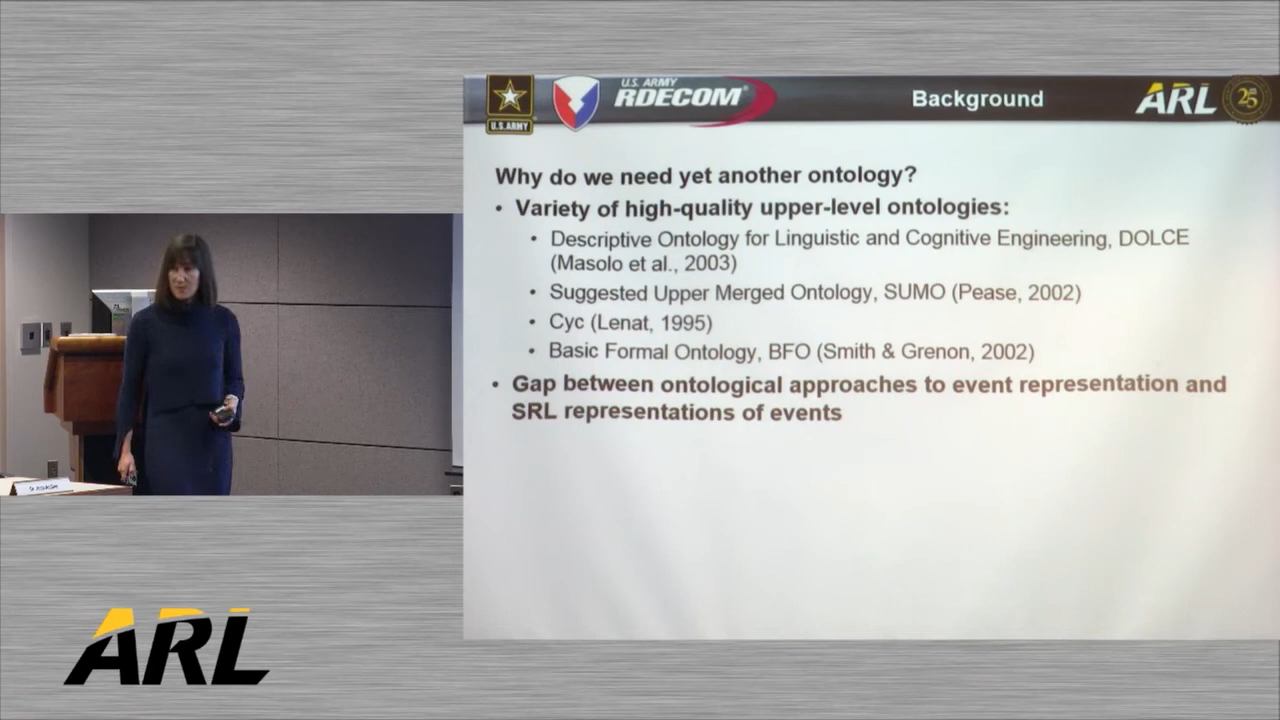 U.S. ARMY
U.S. ARMY
RDECOM®
Background
ARL
25
Why do we need yet another ontology?
• Variety of high-quality upper-level ontologies:
• Descriptive Ontology for Linguistic and Cognitive Engineering, DOLCE
(Masolo et al., 2003)
• Suggested Upper Merged Ontology, SUMO (Pease, 2002)
• Cyc (Lenat, 1995)
• Basic Formal Ontology, BFO (Smith & Grenon, 2002)
• Gap between ontological approaches to event representation and
SRL representations of events
ARL